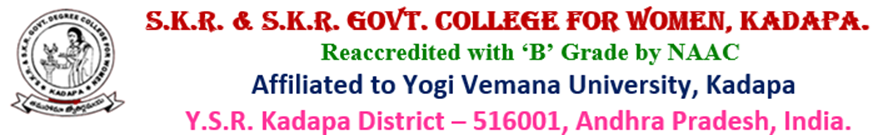 S.K.R. & S.K.R. GOVT. COLLEGE FOR WOMEN, KADAPA.
Reaccredited with ‘B’ Grade by NAAC
Affiliated to Yogi Vemana University, Kadapa
Y.S.R. Kadapa District – 516001, Andhra Pradesh, India.
S.K.R. & S.K.R. GOVT. DEGREE COLLEGE FOR WOMEN
KADAPA